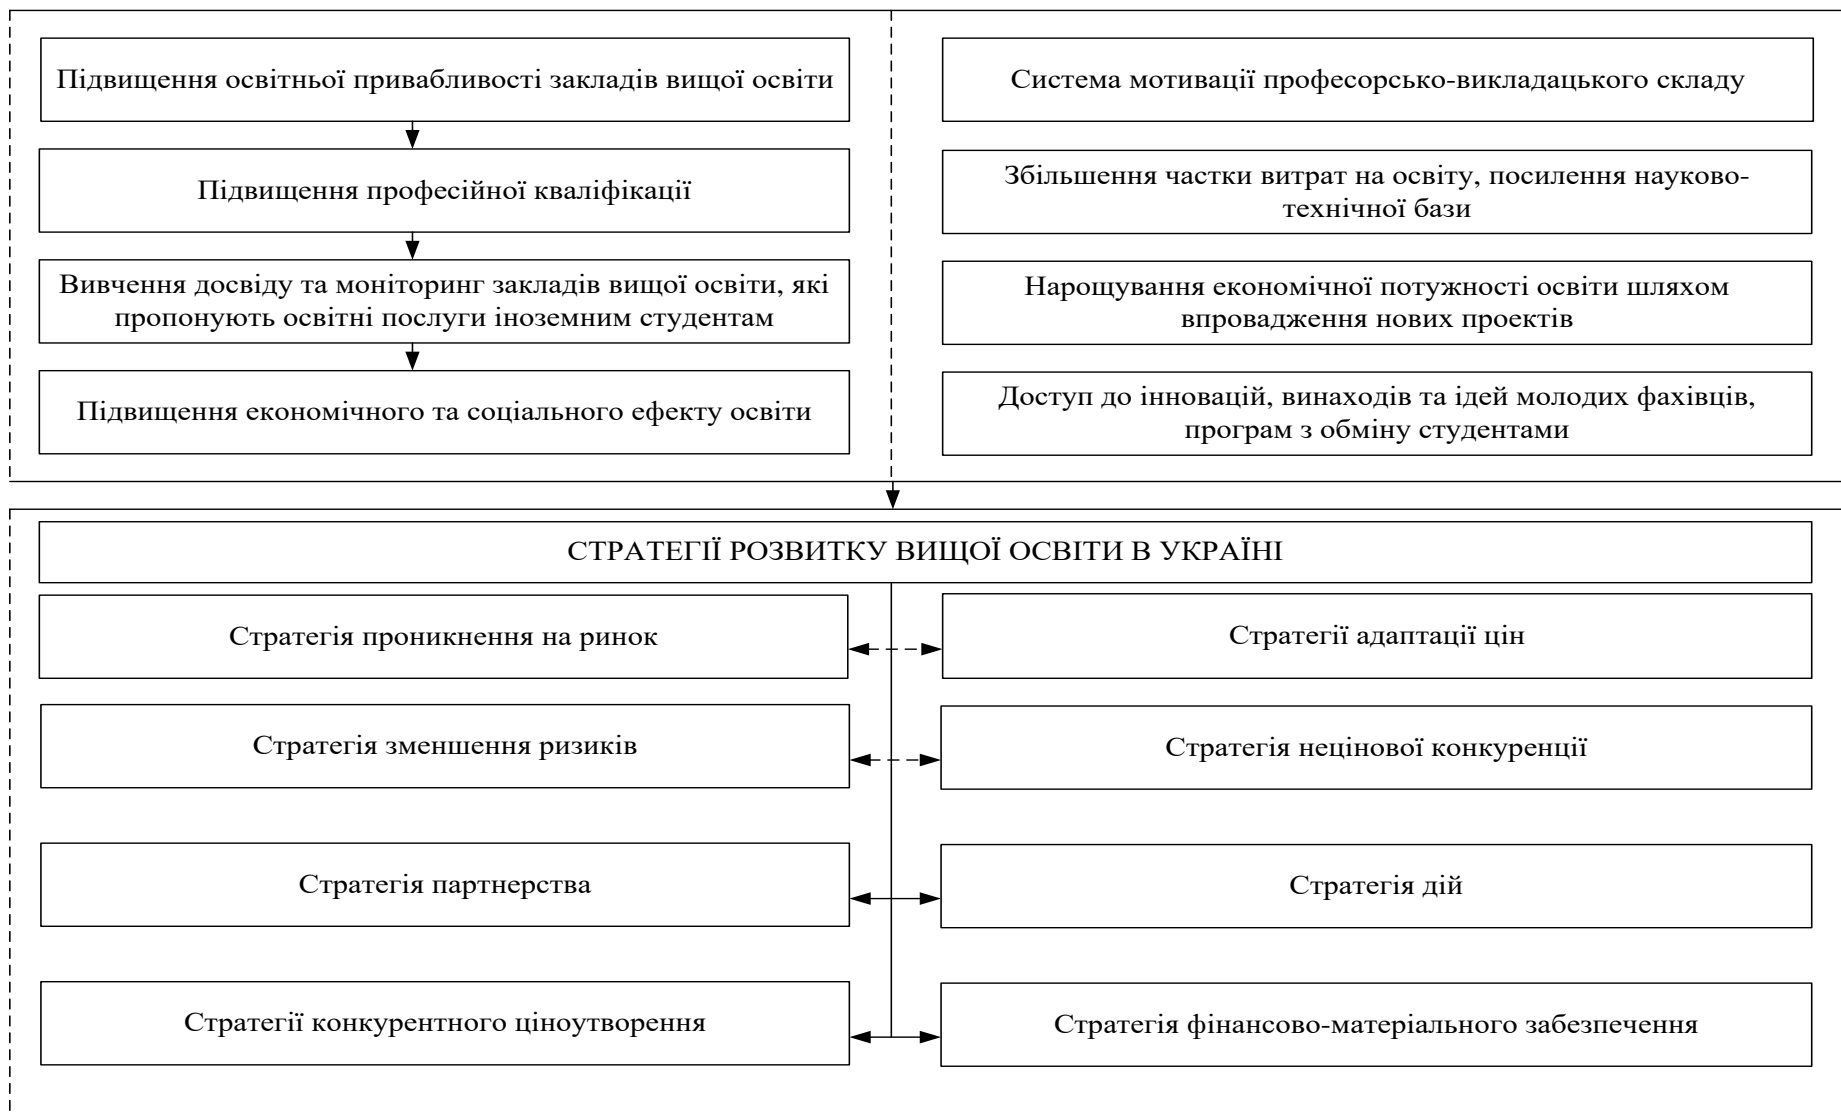 Підвищення освітньої привабливості закладів вищої освіти
Підвищення професійної кваліфікації
Вивчення досвіду та моніторинг закладів вищої освіти, які
пропонують освітні послуги іноземним студентам
Підвищення економічного та соціального ефекту освіти
Система мотивації професорсько-викладацького складу
Збільшення частки витрат на освіту, посилення науково-
технічної бази
Нарощування економічної потужності освіти шляхом
впровадження нових проектів
Доступ до інновацій, винаходів та ідей молодих фахівців,
програм з обміну студентами
СТРАТЕГІЇ РОЗВИТКУ ВИЩОЇ ОСВІТИ В УКРАЇНІ
Стратегія проникнення на ринок
Стратегії адаптації цін
Стратегія зменшення ризиків
Стратегія нецінової конкуренції
Стратегія партнерства
Стратегія дій
Стратегії конкурентного ціноутворення
Стратегія фінансово-матеріального забезпечення